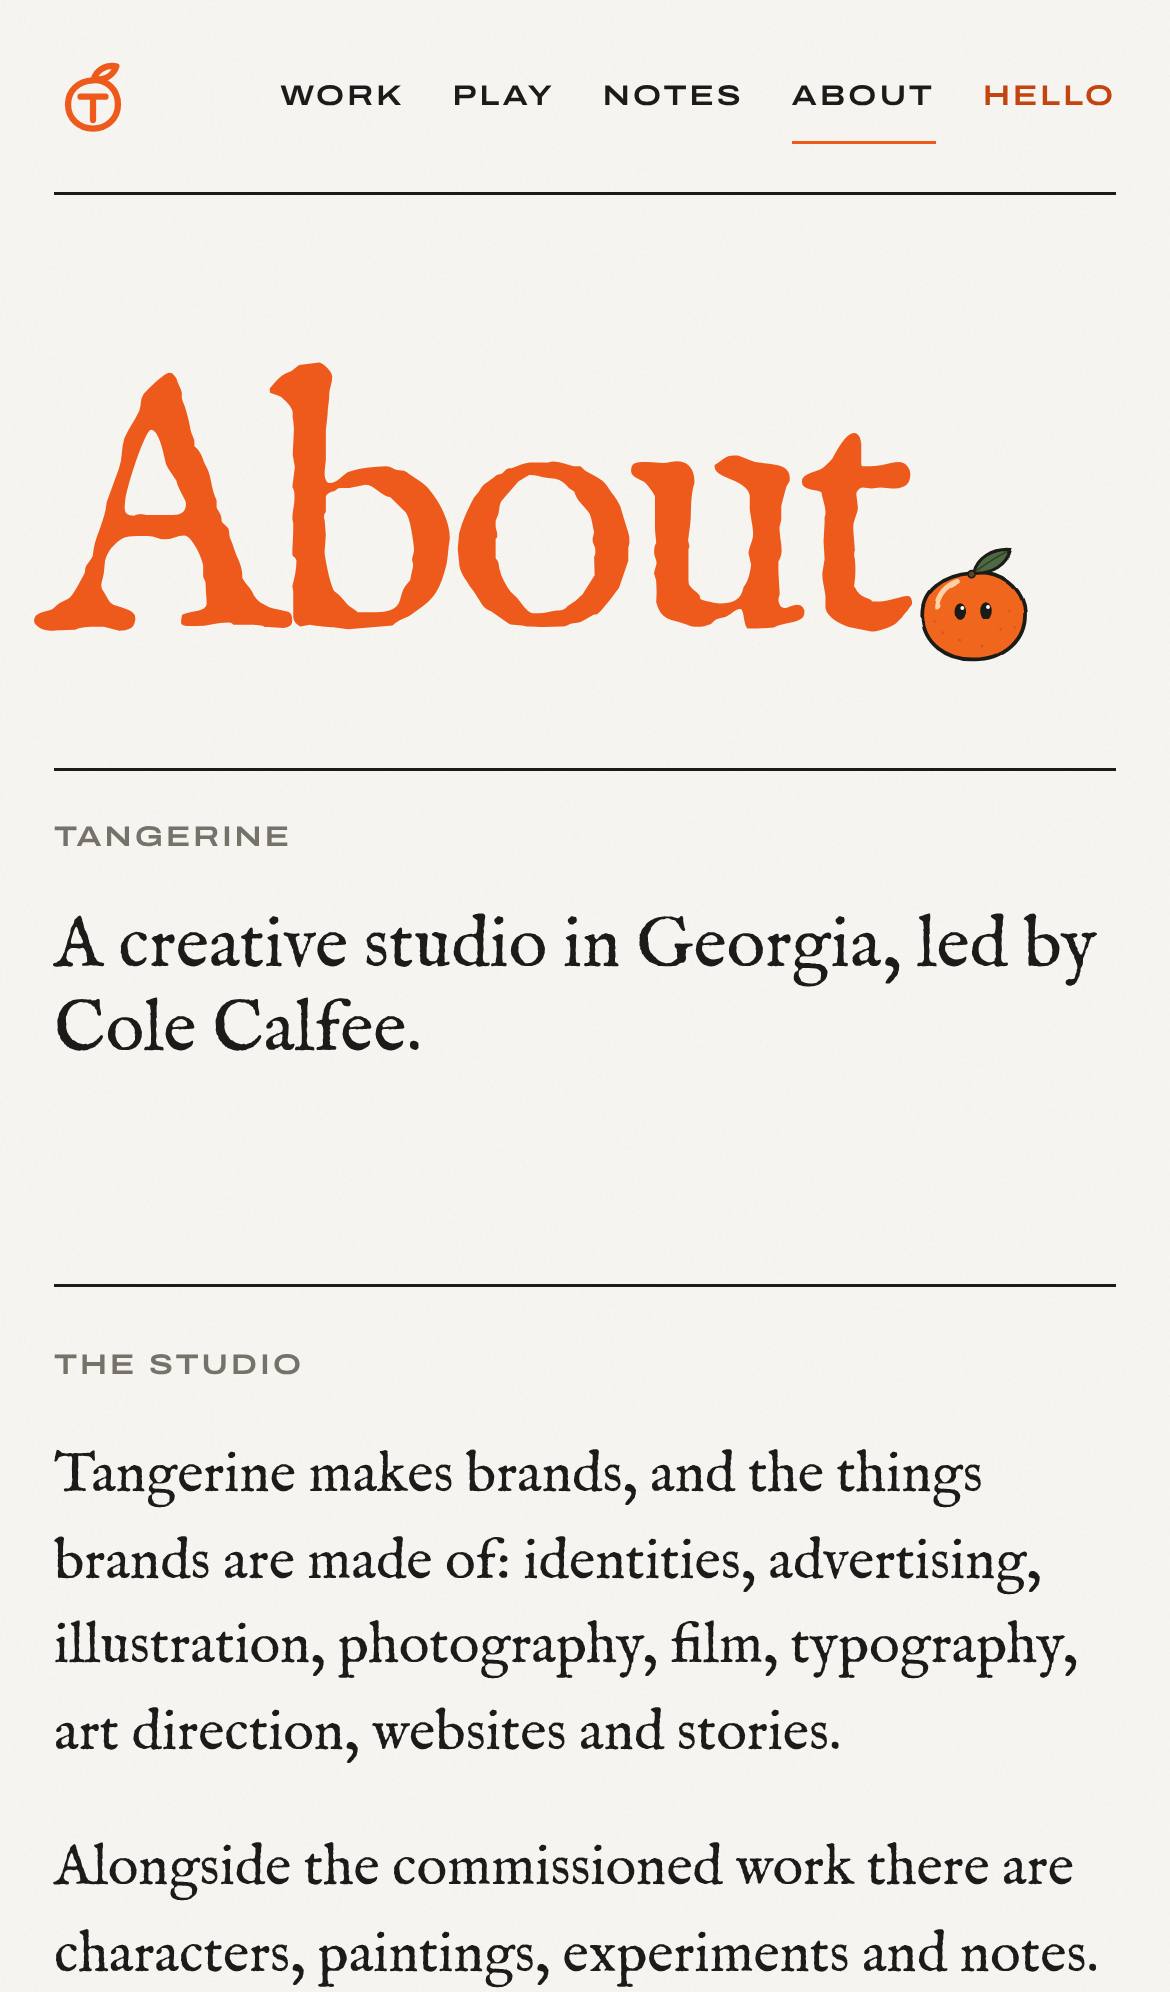 T
WORK PLAY NOTES ABOUT HELLO
About
TANGERINE
A creative studio in Georgia, led by
Cole Calfee.
THE STUDIO
Tangerine makes brands, and the things
brands are made of: identities, advertising,
illustration, photography, film, typography,
art direction, websites and stories.
Alongside the commissioned work there are
characters, paintings, experiments and notes.